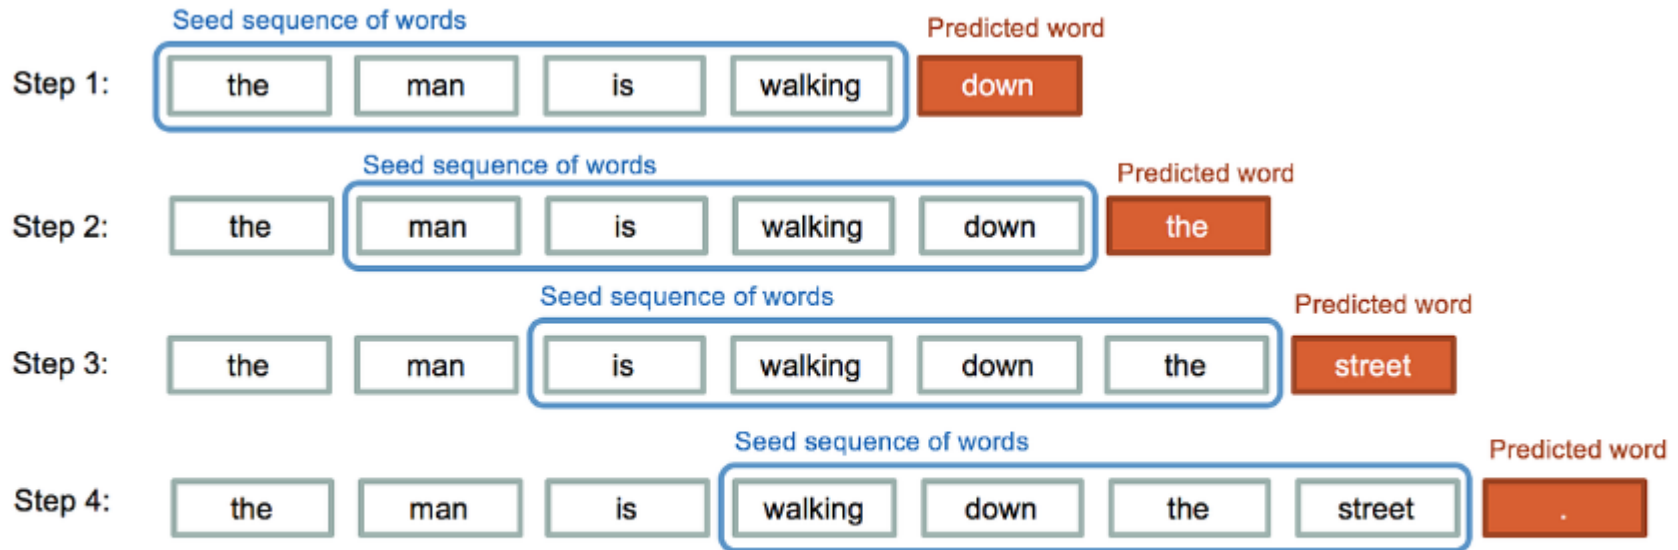 Seed sequence of words Predicted word
Step 1: the man is walking down
Seed sequence of words Predicted word
Step 2: the man is walking down the
Seed sequence of words Predicted word
Step 3: the man is walking down the street
Seed sequence of words Predicted word
Step 4: the man is walking down the street .